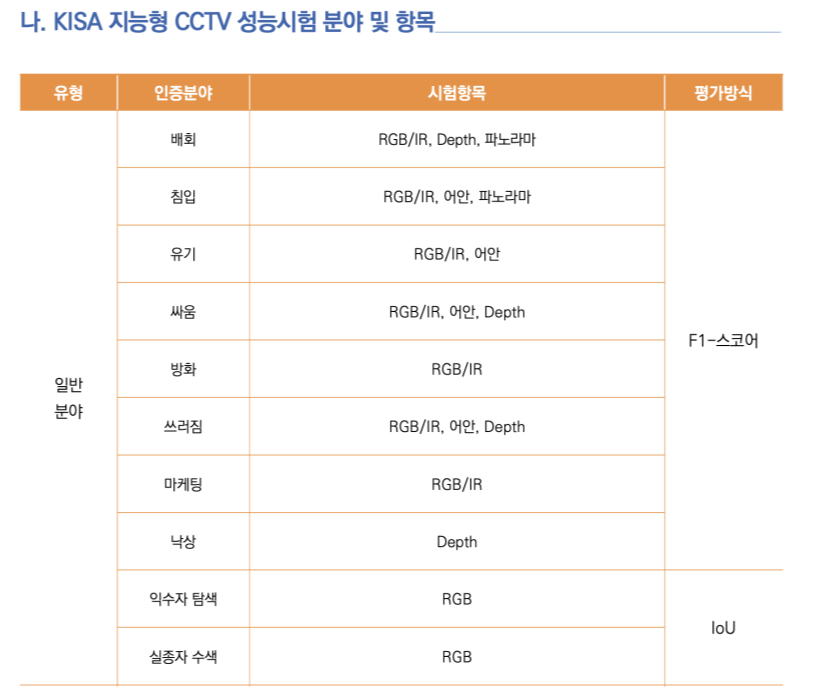 나. KISA 지능형 CCTV 성능시험 분야 및 항목
유형 인증분야 시험항목 평가방식
배회 RGB/IR, Depth, 파노라마
침입 RGB/IR, 어안, 파노라마
유기 RGB/IR, 어안
싸움 RGB/IR, 어안, Depth
F1-스코어
방화 RGB/IR
일반
분야
쓰러짐 RGB/IR, 어안, Depth
마케팅 RGB/IR
낙상 Depth
익수자 탐색 RGB
IoU
실종자 수색 RGB